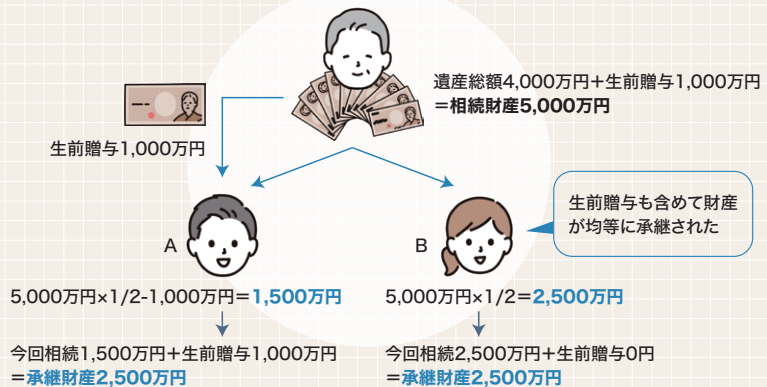 遺産総額4,000万円＋生前贈与1,000万円
＝相続財産5,000万円
生前贈与1,000万円
生前贈与も含めて財産
が均等に承継された
A
B
5,000万円×1/2-1,000万円＝1,500万円
5,000万円×1/2＝2,500万円
今回相続1,500万円＋生前贈与1,000万円
＝承継財産2,500万円
今回相続2,500万円＋生前贈与0円
＝承継財産2,500万円